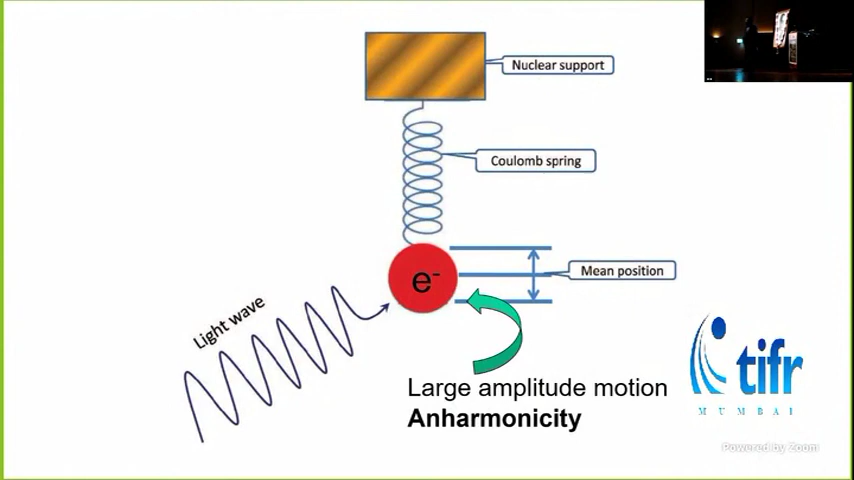 Nuclear support
Coulomb spring
e-
Mean position
Light wave
Large amplitude motion
Anharmonicity
tifr
MUMBAI
Powered by Zoom